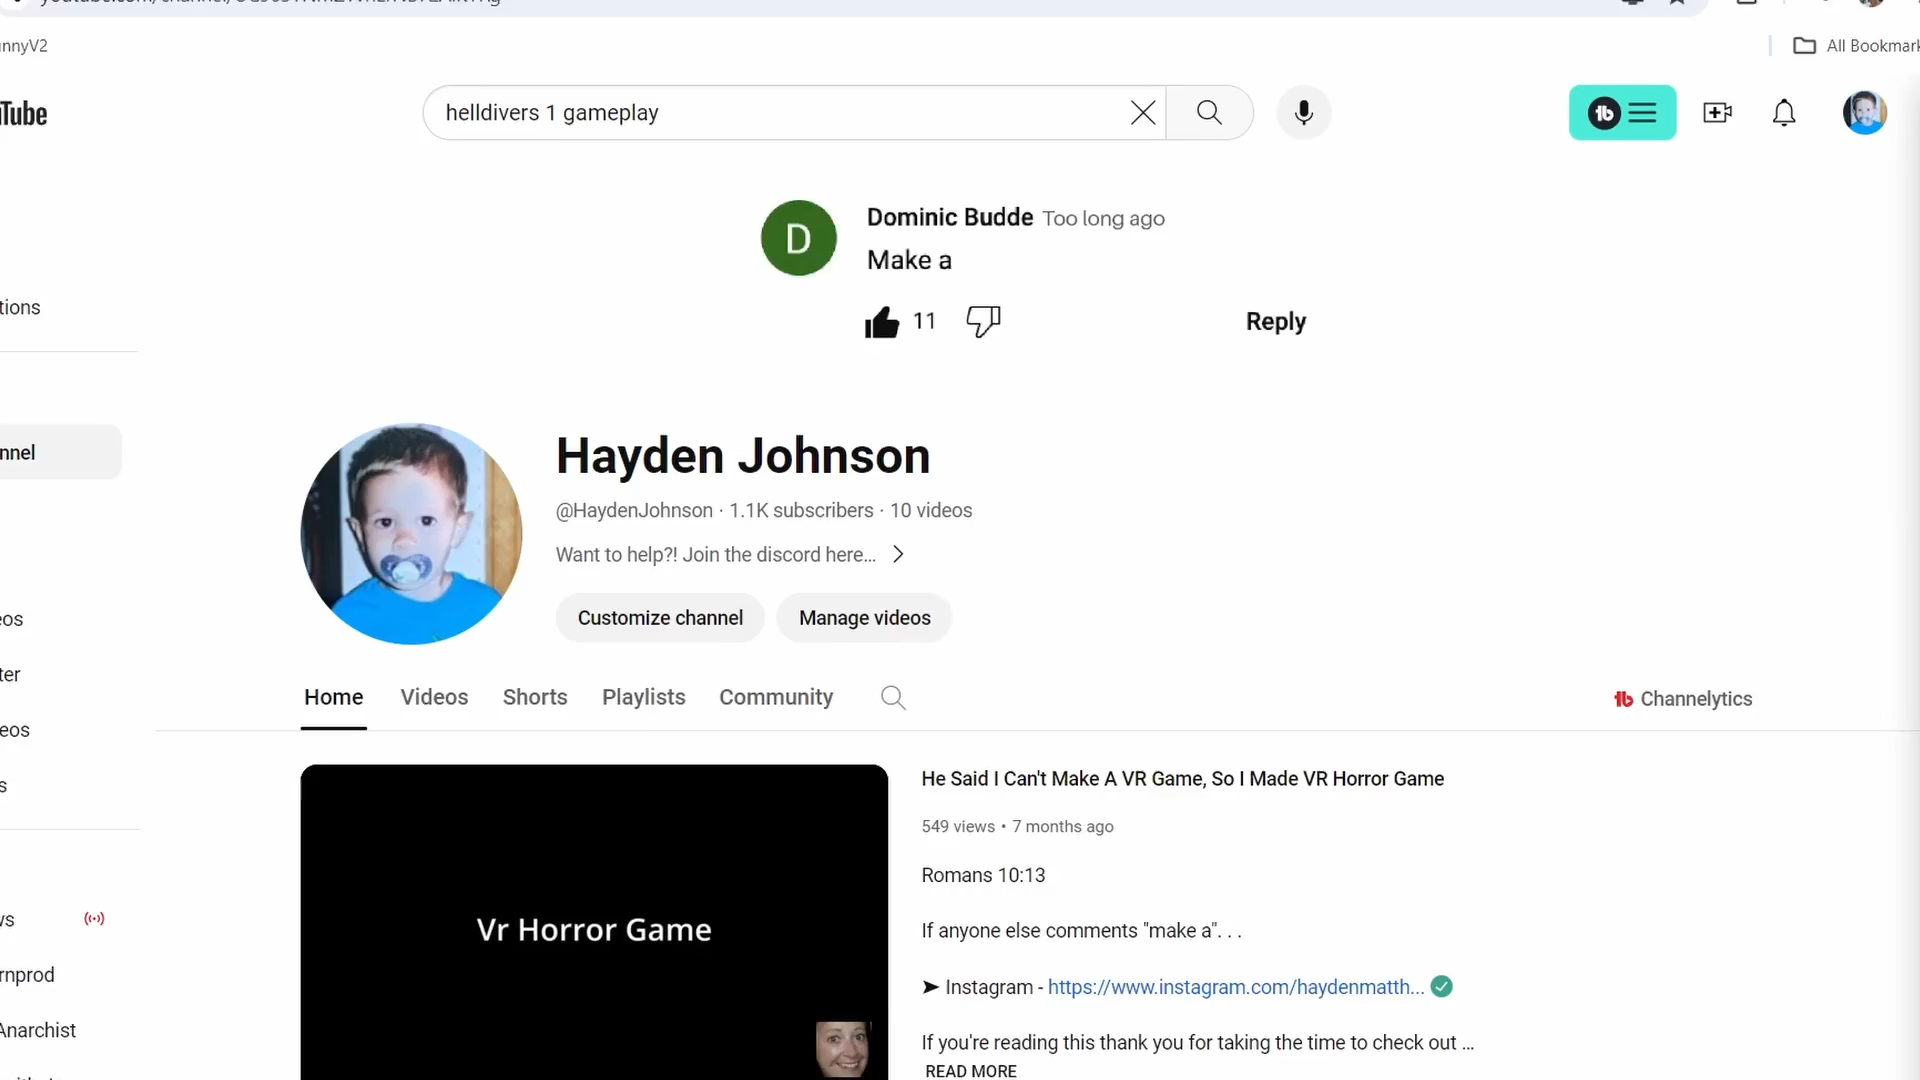 nnyV2
All Bookmark
Tube
helldivers 1 gameplay
Dominic Budde Too long ago
Make a
11
Reply
tions
nnel
Hayden Johnson
@HaydenJohnson · 1.1K subscribers · 10 videos
Want to help?! Join the discord here...
Customize channel
Manage videos
eos
ter
eos
s
Home
Videos
Shorts
Playlists
Community
Channelytics
Vr Horror Game
He Said I Can't Make A VR Game, So I Made VR Horror Game
549 views • 7 months ago
Romans 10:13
If anyone else comments "make a". . .
➤ Instagram - https://www.instagram.com/haydenmatth...
If you're reading this thank you for taking the time to check out ...
READ MORE
vs
rnprod
Anarchist